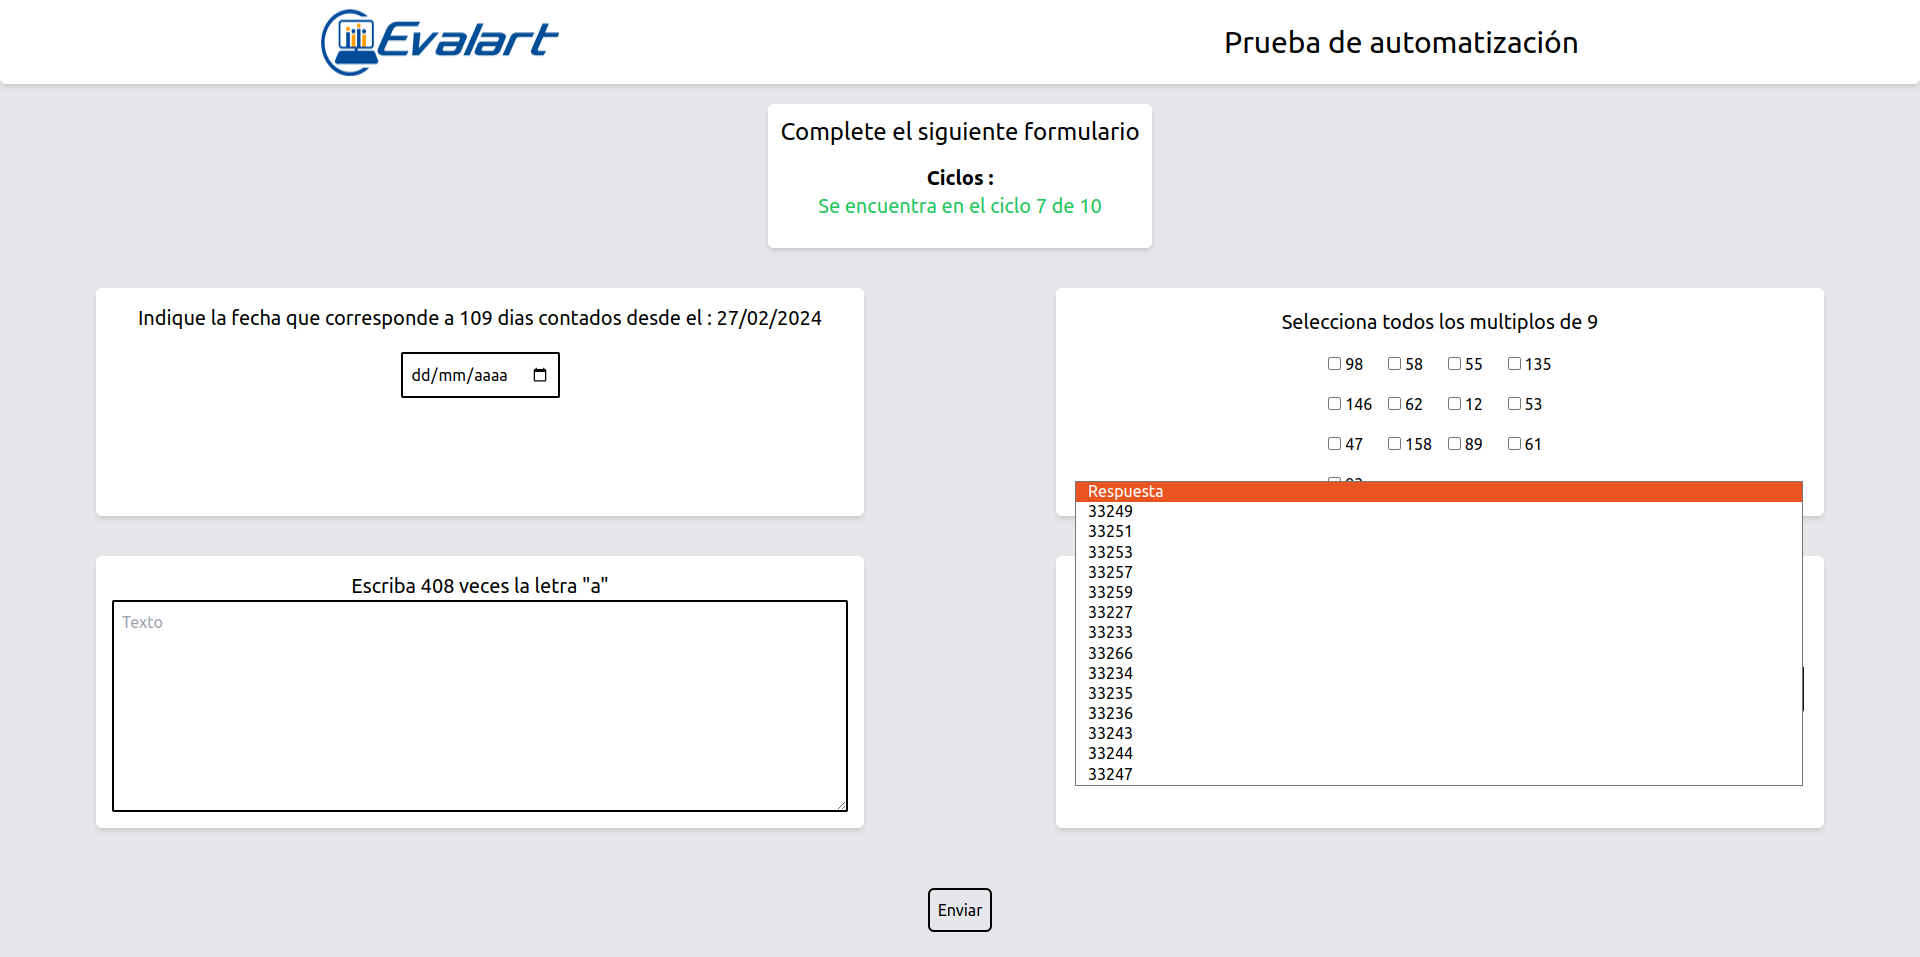 Evalart
Prueba de automatización
Complete el siguiente formulario
Ciclos :
Se encuentra en el ciclo 7 de 10
Indique la fecha que corresponde a 109 dias contados desde el : 27/02/2024
dd/mm/aaaa
Selecciona todos los multiplos de 9
98 58 55 135
146 62 12 53
47 158 89 61
Escriba 408 veces la letra "a"
Texto
Respuesta
33249
33251
33253
33257
33259
33227
33233
33266
33234
33235
33236
33243
33244
33247
Enviar